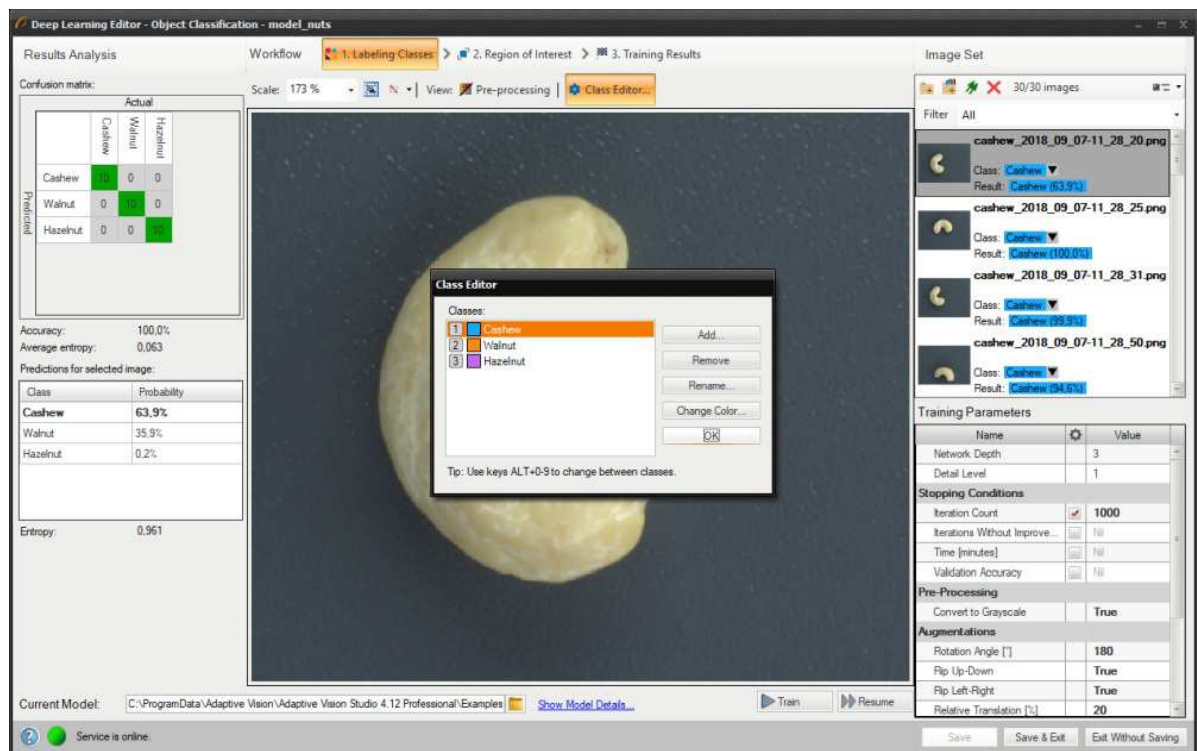 Deep Learning Editor - Object Classification - model_nuts
Results Analysis
Confusion matrix:
Actual
Cashew
Walnut
Hazelnut
Predicted
Cashew 10 0 0
Walnut 0 10 0
Hazelnut 0 0 10
Accuracy: 100,0%
Average entropy: 0.063
Predictions for selected image:
Class Probability
Cashew 63,9%
Walnut 35,9%
Hazelnut 0,2%
Entropy: 0.961
Workflow 1. Labeling Classes 2. Region of Interest 3. Training Results
Scale: 173 % View: Pre-processing Class Editor...
Class Editor
Classes:
1 Cashew
2 Walnut
3 Hazelnut
Add...
Remove
Rename...
Change Color...
OK
Tip: Use keys ALT+0-9 to change between classes.
Image Set
30/30 images
Filter All
cashew_2018_09_07-11_28_20.png
Class: Cashew
Result: Cashew (63,9%)
cashew_2018_09_07-11_28_25.png
Class: Cashew
Result: Cashew (100.0%)
cashew_2018_09_07-11_28_31.png
Class: Cashew
Result: Cashew (99,9%)
cashew_2018_09_07-11_28_50.png
Class: Cashew
Result: Cashew (94,6%)
Training Parameters
Name Value
Network Depth 3
Detail Level 1
Stopping Conditions
Iteration Count 1000
Iterations Without Improve... Nil
Time [minutes] Nil
Validation Accuracy Nil
Pre-Processing
Convert to Grayscale True
Augmentations
Rotation Angle [°] 180
Flip Up-Down True
Flip Left-Right True
Relative Translation [%] 20
Current Model: C:\ProgramData\Adaptive Vision\Adaptive Vision Studio 4.12 Professional\Examples Show Model Details... Train Resume
Service is online.
Save Save & Exit Exit Without Saving